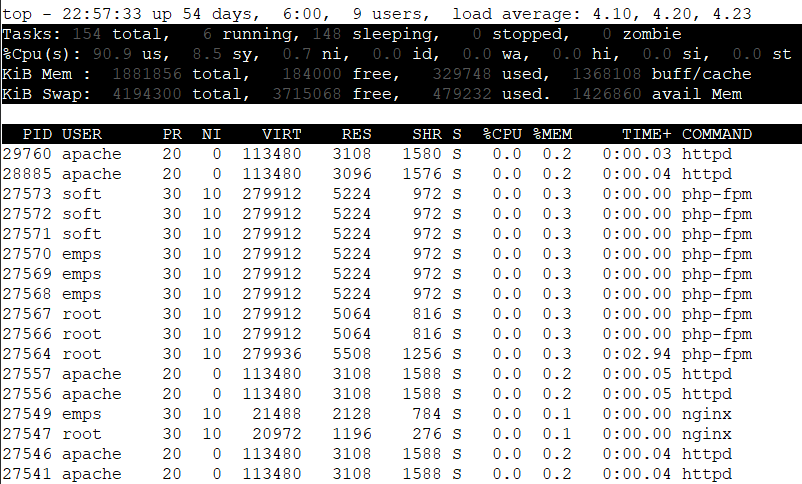 top - 22:57:33 up 54 days,  6:00,  9 users,  load average: 4.10, 4.20, 4.23
Tasks: 154 total,   6 running, 148 sleeping,   0 stopped,   0 zombie
%Cpu(s): 90.9 us,  8.5 sy,  0.7 ni,  0.0 id,  0.0 wa,  0.0 hi,  0.0 si,  0.0 st
KiB Mem :  1881856 total,   184000 free,   329748 used,  1368108 buff/cache
KiB Swap:  4194300 total,  3715068 free,   479232 used.  1426860 avail Mem
  PID USER      PR  NI    VIRT    RES    SHR S  %CPU %MEM     TIME+ COMMAND
29760 apache    20   0  113480   3108   1580 S   0.0  0.2   0:00.03 httpd
28885 apache    20   0  113480   3096   1576 S   0.0  0.2   0:00.04 httpd
27573 soft      30  10  279912   5224    972 S   0.0  0.3   0:00.00 php-fpm
27572 soft      30  10  279912   5224    972 S   0.0  0.3   0:00.00 php-fpm
27571 soft      30  10  279912   5224    972 S   0.0  0.3   0:00.00 php-fpm
27570 emps      30  10  279912   5224    972 S   0.0  0.3   0:00.00 php-fpm
27569 emps      30  10  279912   5224    972 S   0.0  0.3   0:00.00 php-fpm
27568 emps      30  10  279912   5224    972 S   0.0  0.3   0:00.00 php-fpm
27567 root      30  10  279912   5064    816 S   0.0  0.3   0:00.00 php-fpm
27566 root      30  10  279912   5064    816 S   0.0  0.3   0:00.00 php-fpm
27564 root      30  10  279936   5508   1256 S   0.0  0.3   0:02.94 php-fpm
27557 apache    20   0  113480   3108   1588 S   0.0  0.2   0:00.05 httpd
27556 apache    20   0  113480   3108   1588 S   0.0  0.2   0:00.05 httpd
27549 emps      30  10   21488   2128    784 S   0.0  0.1   0:00.00 nginx
27547 root      30  10   20972   1196    276 S   0.0  0.1   0:00.00 nginx
27546 apache    20   0  113480   3108   1588 S   0.0  0.2   0:00.04 httpd
27541 apache    20   0  113480   3108   1588 S   0.0  0.2   0:00.04 httpd